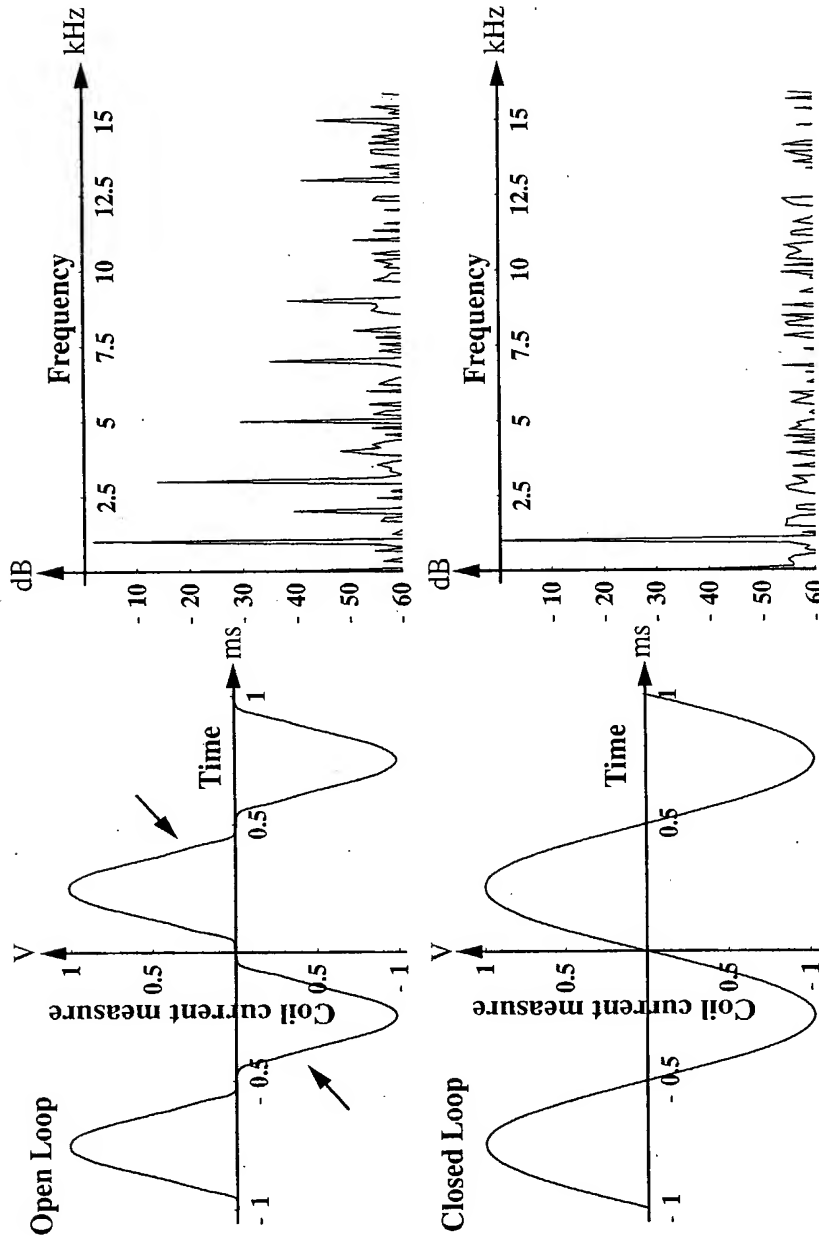 Open Loop
V
1
0.5
0.5
- 1
Coil current measure
- 1
- 0.5
0.5
1
Time
ms
dB
- 10
- 20
- 30
- 40
- 50
- 60
Frequency
2.5
5
7.5
10
12.5
15
kHz
Closed Loop
V
1
0.5
0.5
- 1
Coil current measure
- 1
- 0.5
0.5
1
Time
ms
dB
- 10
- 20
- 30
- 40
- 50
- 60
Frequency
2.5
5
7.5
10
12.5
15
kHz